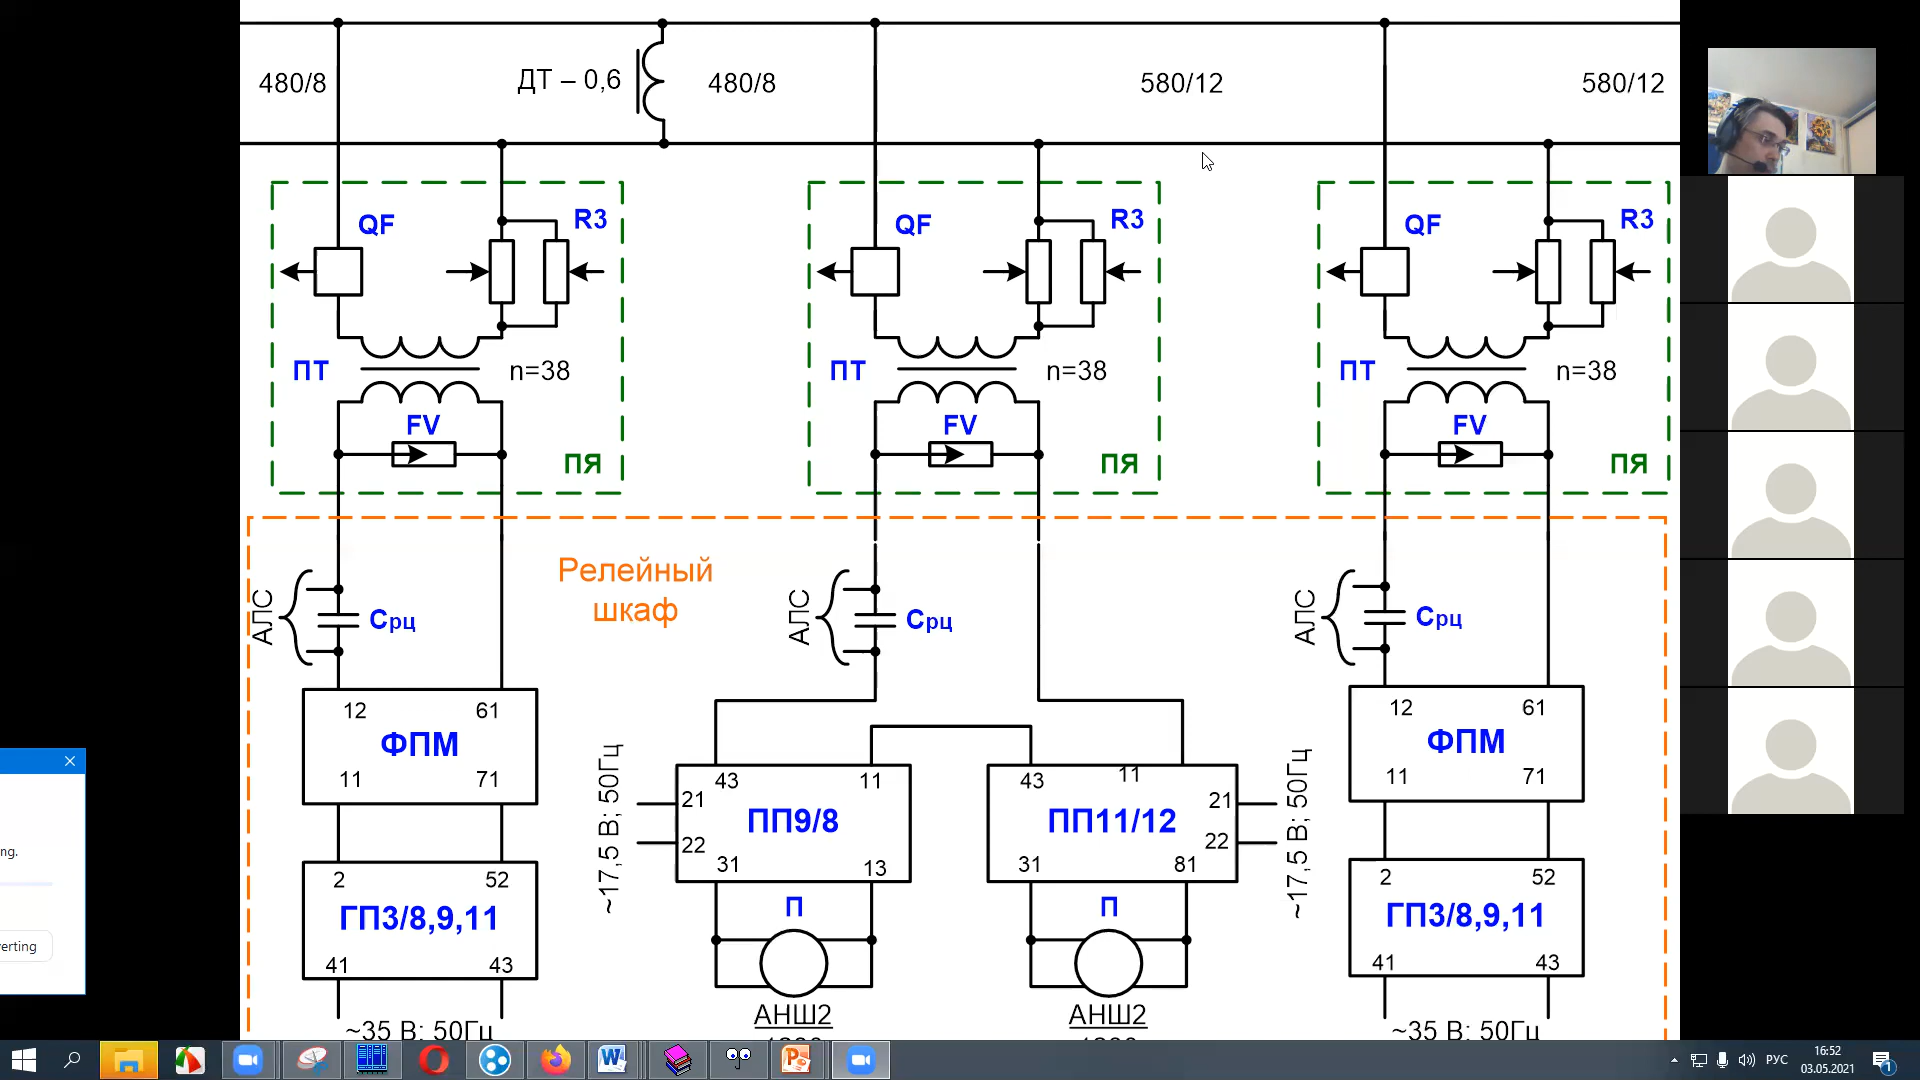 480/8
ДТ – 0,6
480/8
580/12
580/12
QF
R3
QF
R3
QF
R3
ПТ
n=38
ПТ
n=38
ПТ
n=38
FV
FV
FV
ПЯ
ПЯ
ПЯ
Релейный
шкаф
АЛС
Cрц
АЛС
Cрц
АЛС
Cрц
12
61
ФПМ
11
71
12
61
ФПМ
11
71
~17,5 В; 50Гц
43
11
21
ПП9/8
22
31
13
43
11
21
ПП11/12
22
31
81
~17,5 В; 50Гц
2
52
ГП3/8,9,11
41
43
2
52
ГП3/8,9,11
41
43
П
П
АНШ2
АНШ2
~35 В; 50Гц
~35 В; 50Гц
ng.
verting
РУС
16:52
03.05.2021
1